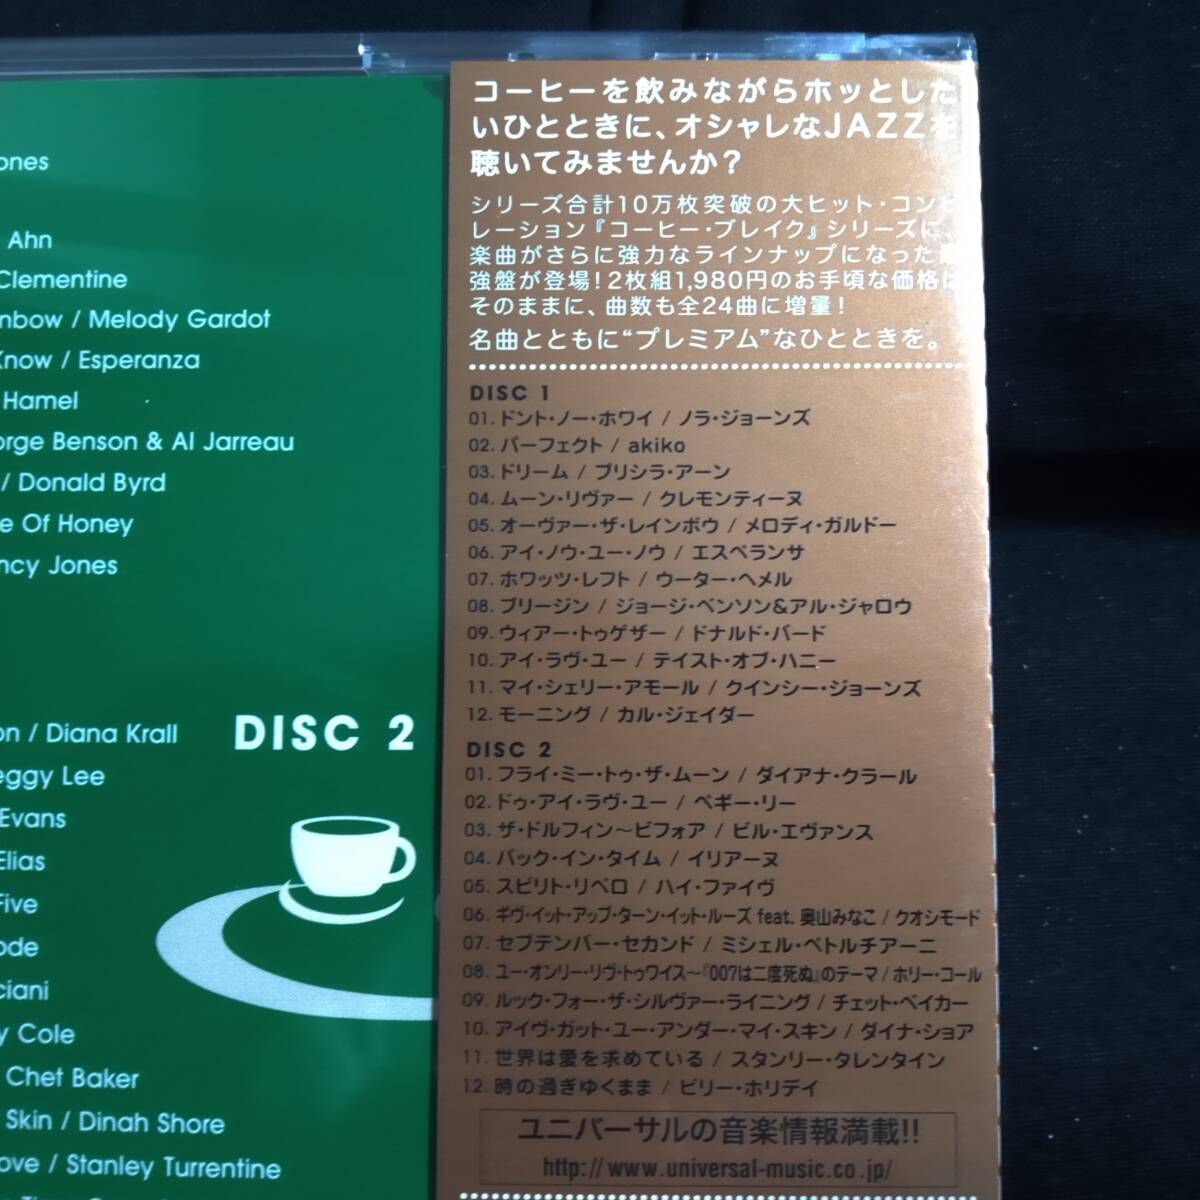 ones
Ahn
Clementine
nbow / Melody Gardot
Know / Esperanza
Hamel
orge Benson & Al Jarreau
/ Donald Byrd
e Of Honey
ncy Jones
DISC 2
on / Diana Krall
eggy Lee
Evans
Elias
Five
ode
ciani
y Cole
Chet Baker
Skin / Dinah Shore
ove / Stanley Turrentine
コーヒーを飲みながらホッとした
いひとときに、オシャレなJAZZを
聴いてみませんか？
シリーズ合計10万枚突破の大ヒット・コンピ
レーション『コーヒー・ブレイク』シリーズに、
楽曲がさらに強力なラインナップになった最
強盤が登場！2枚組1,980円のお手頃な価格は
そのままに、曲数も全24曲に増量！
名曲とともに“プレミアム”なひとときを。
DISC 1
01. ドント・ノー・ホワイ / ノラ・ジョーンズ
02. パーフェクト / akiko
03. ドリーム / プリシラ・アーン
04. ムーン・リヴァー / クレモンティーヌ
05. オーヴァー・ザ・レインボウ / メロディ・ガルドー
06. アイ・ノウ・ユー・ノウ / エスペランサ
07. ホワッツ・レフト / ウーター・ヘメル
08. ブリージン / ジョージ・ベンソン&アル・ジャロウ
09. ウィアー・トゥゲザー / ドナルド・バード
10. アイ・ラヴ・ユー / テイスト・オブ・ハニー
11. マイ・シェリー・アモール / クインシー・ジョーンズ
12. モーニング / カル・ジェイダー
DISC 2
01. フライ・ミー・トゥ・ザ・ムーン / ダイアナ・クラール
02. ドゥ・アイ・ラヴ・ユー / ペギー・リー
03. ザ・ドルフィン～ビフォア / ビル・エヴァンス
04. バック・イン・タイム / イリアーヌ
05. スピリト・リベロ / ハイ・ファイヴ
06. ギヴ・イット・アップ・ターン・イット・ルーズ feat. 奥山みなこ / クオシモード
07. セプテンバー・セカンド / ミシェル・ペトルチアーニ
08. ユー・オンリー・リヴ・トゥワイス～『007は二度死ぬ』のテーマ / ホリー・コール
09. ルック・フォー・ザ・シルヴァー・ライニング / チェット・ベイカー
10. アイヴ・ガット・ユー・アンダー・マイ・スキン / ダイナ・ショア
11. 世界は愛を求めている / スタンリー・タレンタイン
12. 時の過ぎゆくまま / ビリー・ホリデイ
ユニバーサルの音楽情報満載!!
http://www.universal-music.co.jp/